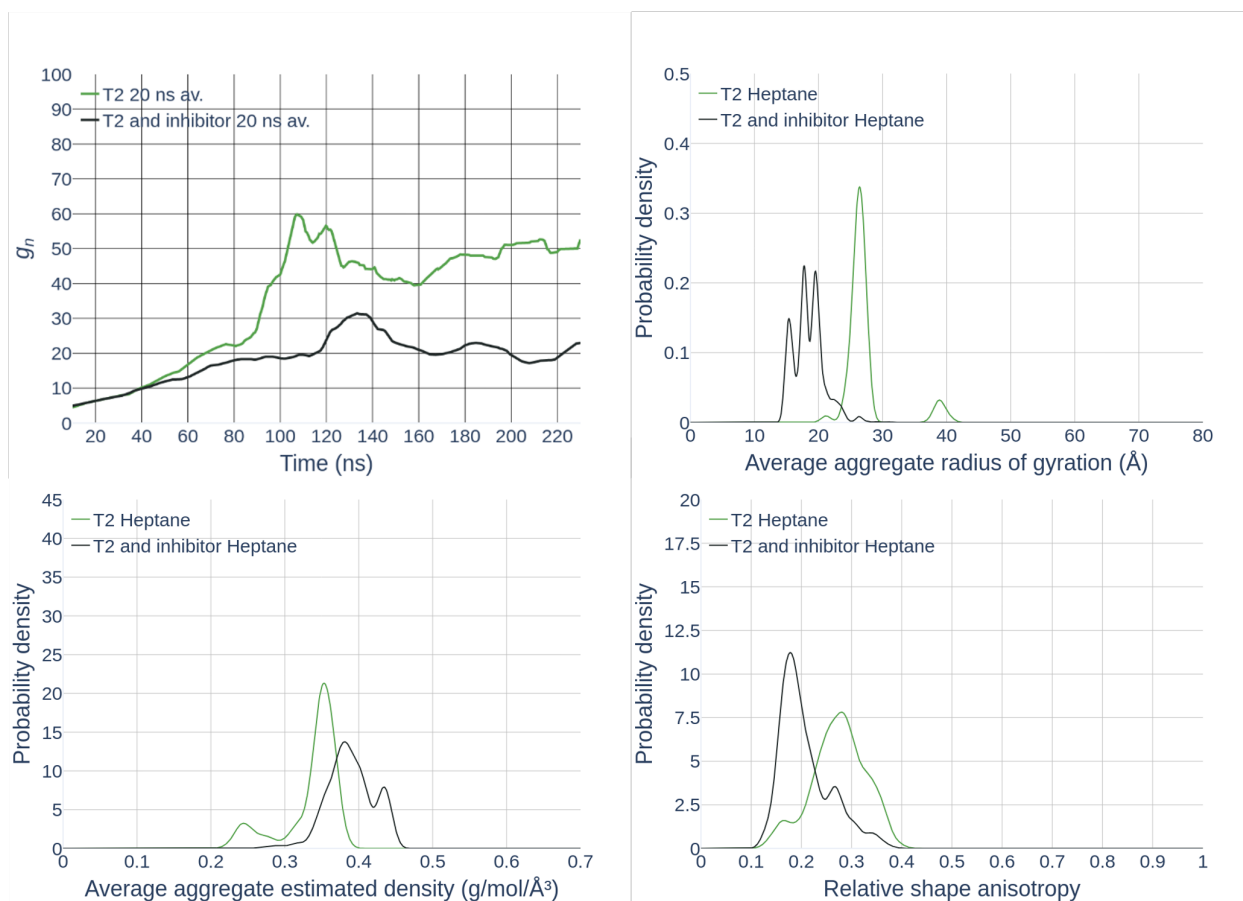 100
90
80
70
60
50
40
30
20
10
0
gₙ
T2 20 ns av.
T2 and inhibitor 20 ns av.
20 40 60 80 100 120 140 160 180 200 220
Time (ns)
0.5
0.4
0.3
0.2
0.1
0
Probability density
T2 Heptane
T2 and inhibitor Heptane
0 10 20 30 40 50 60 70 80
Average aggregate radius of gyration (Å)
45
40
35
30
25
20
15
10
5
0
Probability density
T2 Heptane
T2 and inhibitor Heptane
0 0.1 0.2 0.3 0.4 0.5 0.6 0.7
Average aggregate estimated density (g/mol/Å³)
20
17.5
15
12.5
10
7.5
5
2.5
0
Probability density
T2 Heptane
T2 and inhibitor Heptane
0 0.1 0.2 0.3 0.4 0.5 0.6 0.7 0.8 0.9 1
Relative shape anisotropy